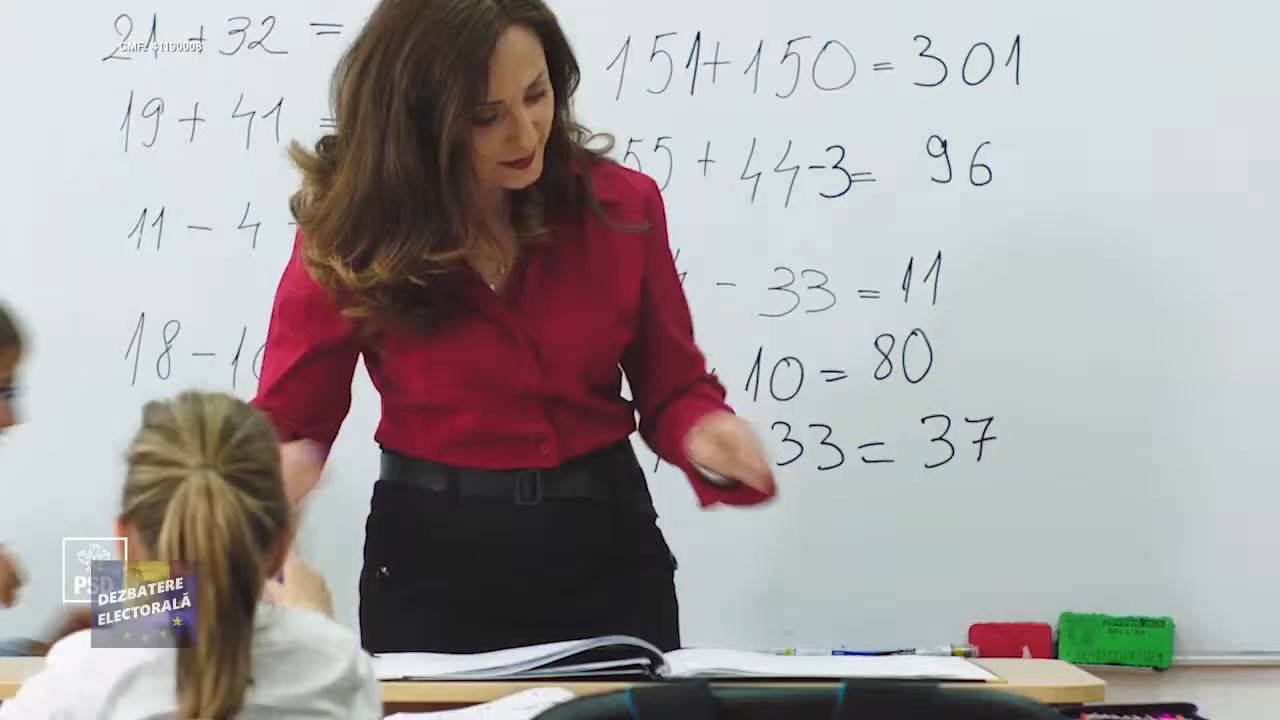 21 + 32 =
CMF: 41190008
19 + 41 =
11 - 4
18 - 10
151+150 = 301
55 + 44-3= 96
- 33 = 11
10 = 80
33 = 37
PSD
DEZBATERE
ELECTORALĂ